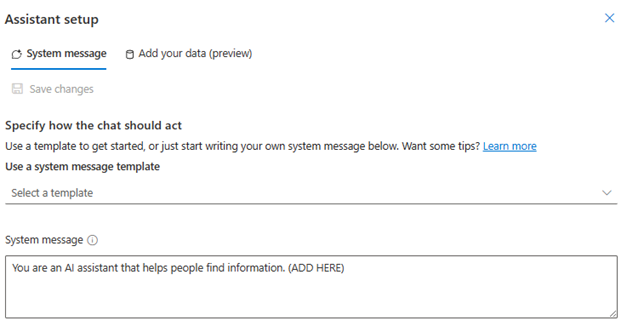 Assistant setup
System message
Add your data (preview)
Save changes
Specify how the chat should act
Use a template to get started, or just start writing your own system message below. Want some tips? Learn more
Use a system message template
Select a template
System message
You are an AI assistant that helps people find information. (ADD HERE)